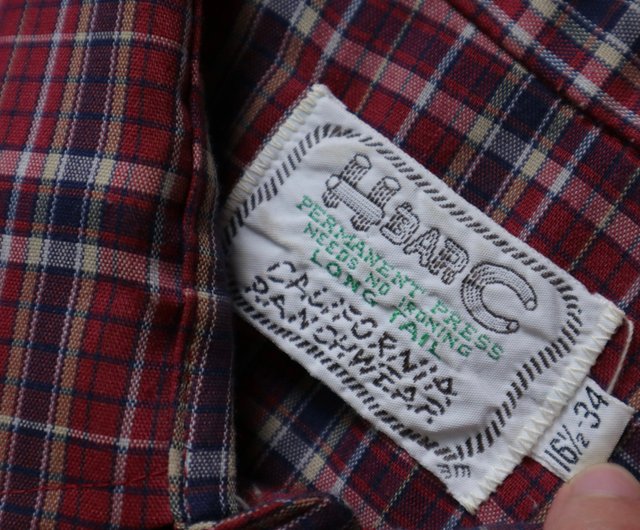 H BAR C
PERMANENT PRESS
NEEDS NO IRONING
LONG TAIL
CALIFORNIA
RANCHWEAR
16½-34